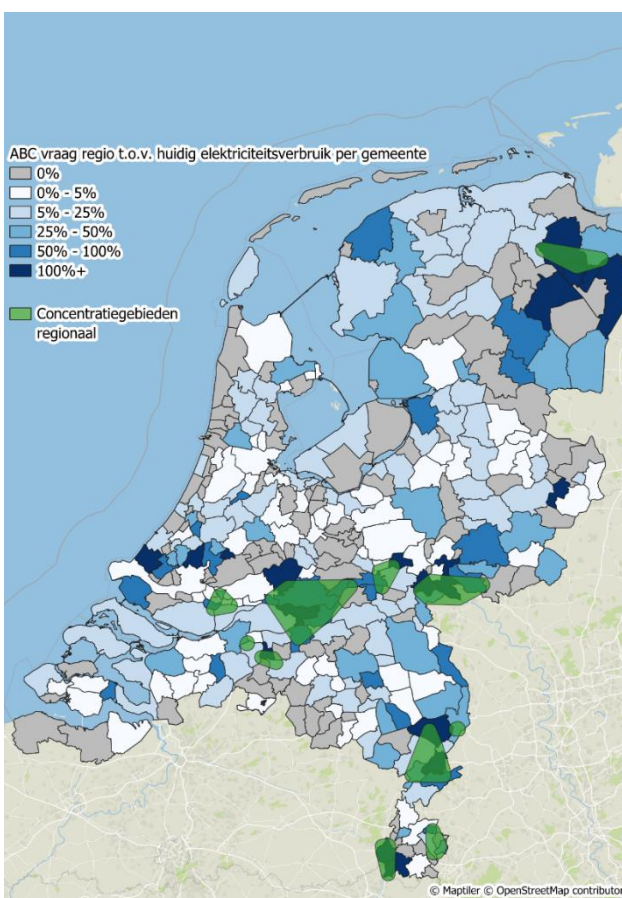 ABC vraag regio t.o.v. huidig elektriciteitsverbruik per gemeente
0%
0% - 5%
5% - 25%
25% - 50%
50% - 100%
100%+
Concentratiegebieden
regionaal
© Maptiler © OpenStreetMap contributor